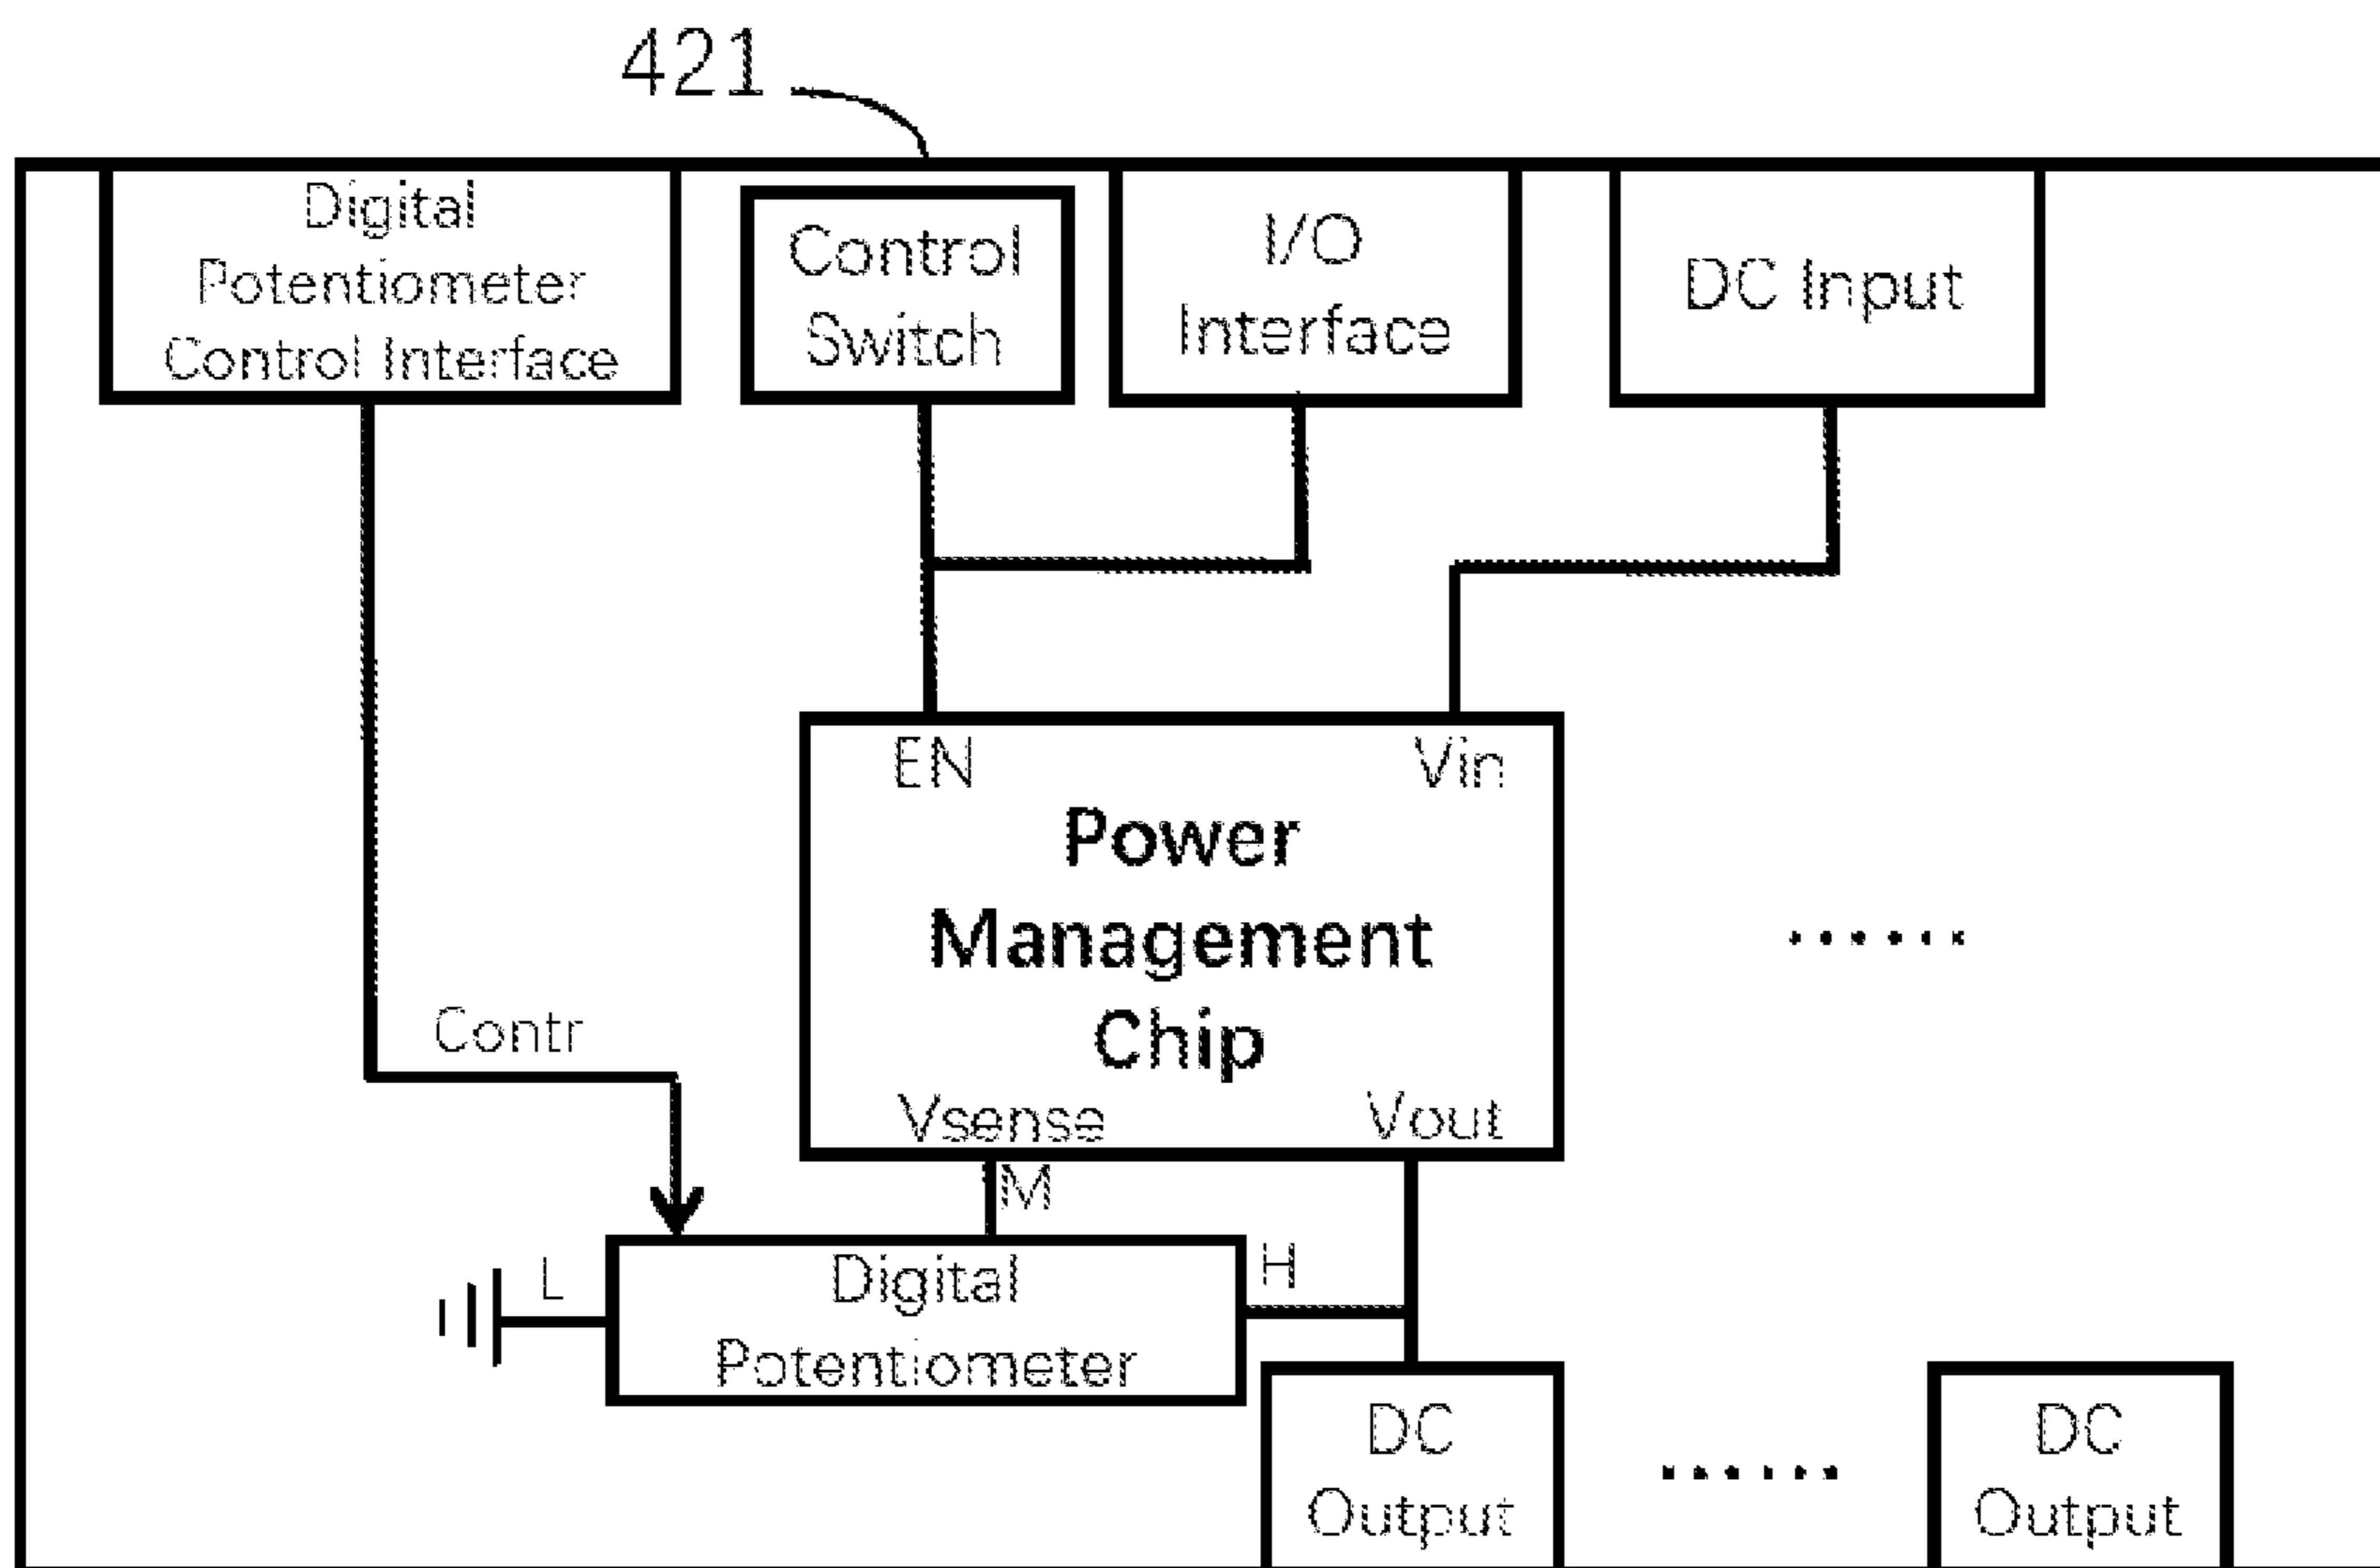 421
Digital
Potentiometer
Control Interface
Control
Switch
I/O
Interface
DC Input
EN
Vin
Power
Management
Chip
Vsense
Vout
Contr
M
L
H
Digital
Potentiometer
······
DC
Output
······
DC
Output